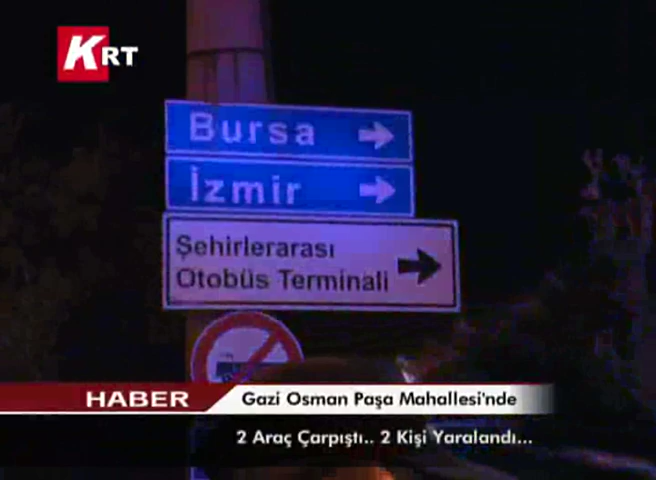 KRT
Bursa
İzmir
Şehirlerarası
Otobüs Terminali
HABER
Gazi Osman Paşa Mahallesi'nde
2 Araç Çarpıştı.. 2 Kişi Yaralandı...